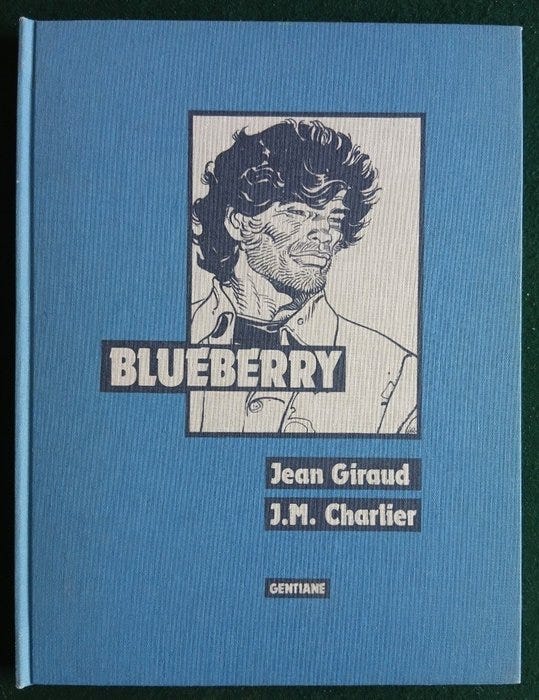 BLUEBERRY
Jean Giraud
J.M. Charlier
GENTIANE